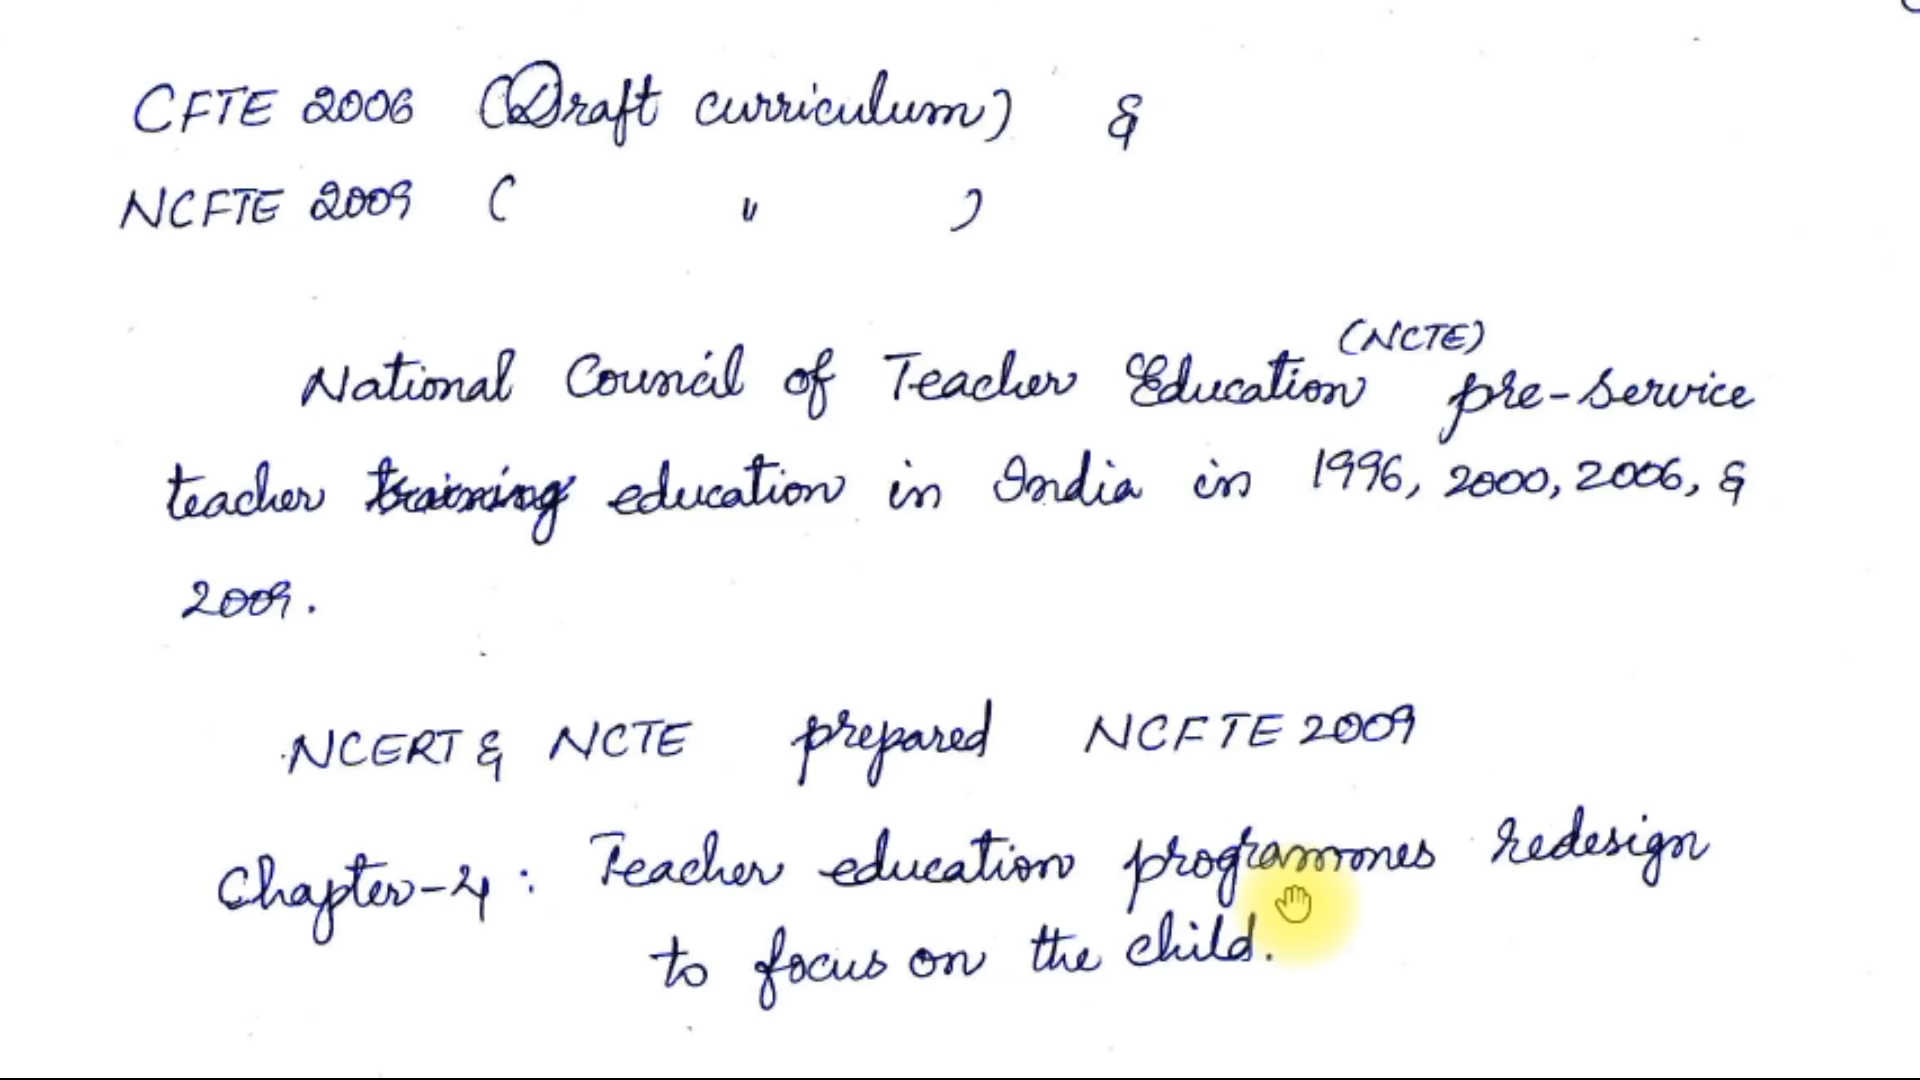 CFTE 2006 (Draft curriculum) &
NCFTE 2009 ( " )
(NCTE)
National Council of Teacher Education pre-service
teacher training education in India in 1996, 2000, 2006, &
2009.
NCERT & NCTE prepared NCFTE 2009
Chapter-4: Teacher education programmes redesign
to focus on the child.